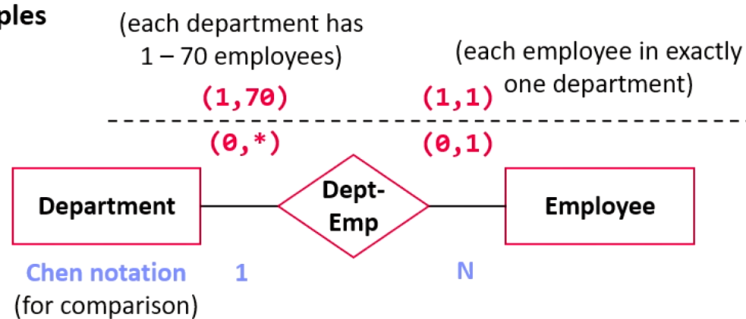 (each department has
1 – 70 employees)
(each employee in exactly
one department)
(1,70)
(1,1)
(0,*)
(0,1)
Department
Dept-
Emp
Employee
Chen notation
1
N
(for comparison)